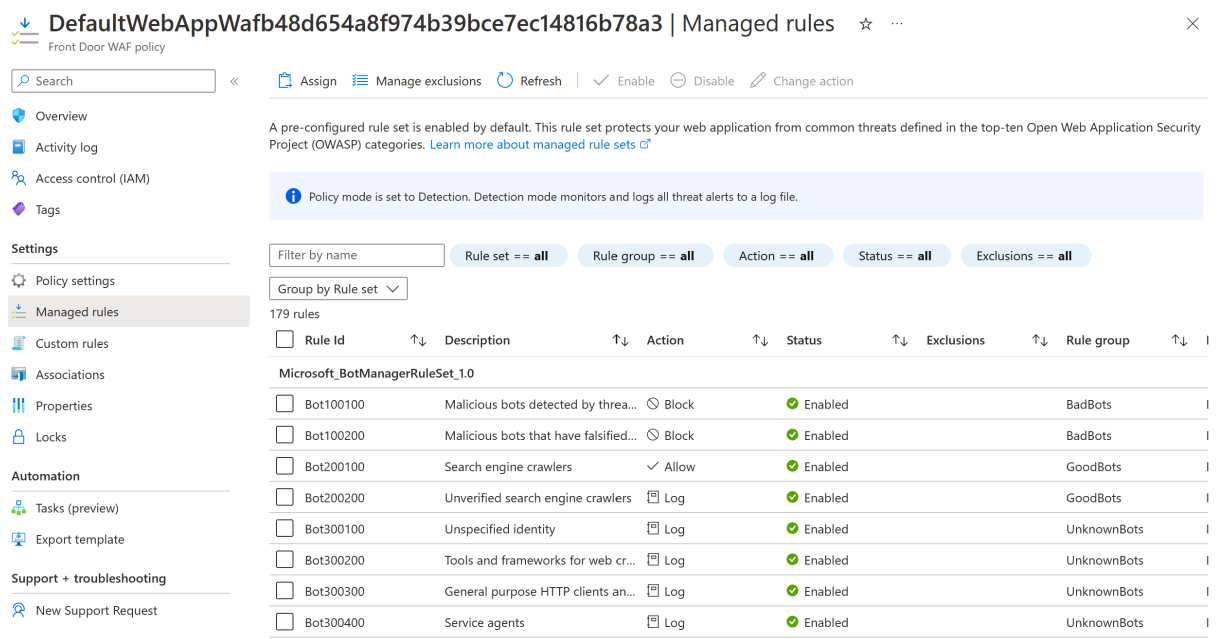 DefaultWebAppWafb48d654a8f974b39bce7ec14816b78a3 | Managed rules
Front Door WAF policy
Search
Overview
Activity log
Access control (IAM)
Tags
Settings
Policy settings
Managed rules
Custom rules
Associations
Properties
Locks
Automation
Tasks (preview)
Export template
Support + troubleshooting
New Support Request
Assign Manage exclusions Refresh Enable Disable Change action
A pre-configured rule set is enabled by default. This rule set protects your web application from common threats defined in the top-ten Open Web Application Security
Project (OWASP) categories. Learn more about managed rule sets
Policy mode is set to Detection. Detection mode monitors and logs all threat alerts to a log file.
Filter by name Rule set == all Rule group == all Action == all Status == all Exclusions == all
Group by Rule set
179 rules
Rule Id Description Action Status Exclusions Rule group
Microsoft_BotManagerRuleSet_1.0
Bot100100 Malicious bots detected by threa... Block Enabled BadBots
Bot100200 Malicious bots that have falsified... Block Enabled BadBots
Bot200100 Search engine crawlers Allow Enabled GoodBots
Bot200200 Unverified search engine crawlers Log Enabled GoodBots
Bot300100 Unspecified identity Log Enabled UnknownBots
Bot300200 Tools and frameworks for web cr... Log Enabled UnknownBots
Bot300300 General purpose HTTP clients an... Log Enabled UnknownBots
Bot300400 Service agents Log Enabled UnknownBots